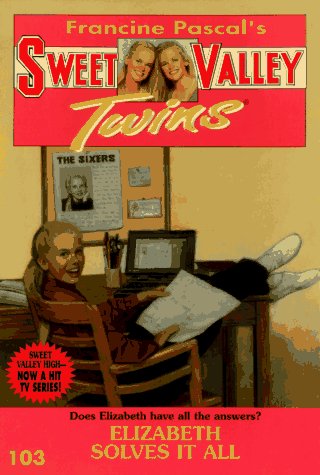 Francine Pascal's
SWEET VALLEY
Twins®
THE SIXERS
SWEET
VALLEY HIGH—
NOW A HIT
TV SERIES!
Does Elizabeth have all the answers?
103
ELIZABETH
SOLVES IT ALL